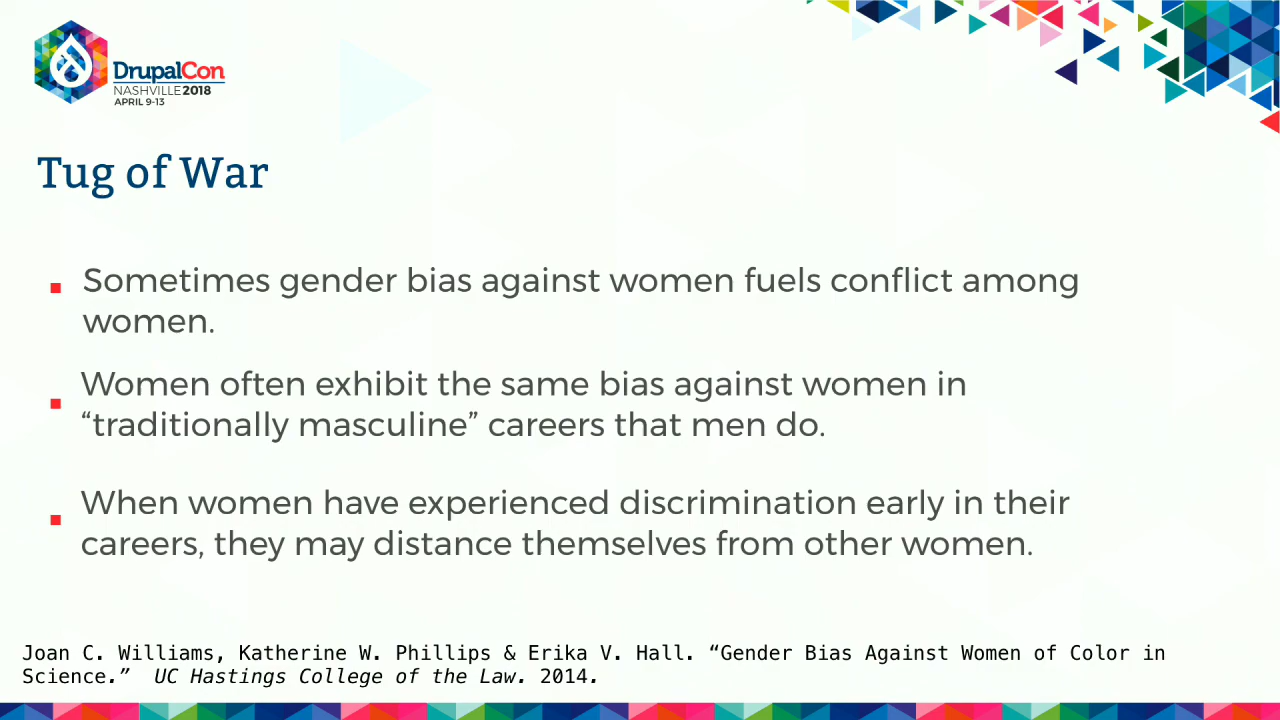 DrupalCon
NASHVILLE 2018
APRIL 9-13
Tug of War
Sometimes gender bias against women fuels conflict among
women.
Women often exhibit the same bias against women in
“traditionally masculine” careers that men do.
When women have experienced discrimination early in their
careers, they may distance themselves from other women.
Joan C. Williams, Katherine W. Phillips & Erika V. Hall. “Gender Bias Against Women of Color in
Science.” UC Hastings College of the Law. 2014.